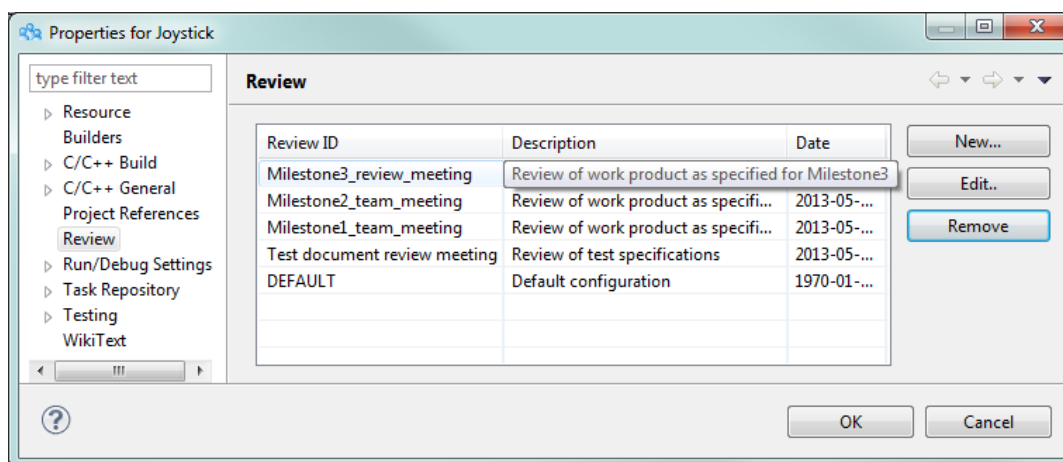 Properties for Joystick
type filter text
Resource
Builders
C/C++ Build
C/C++ General
Project References
Review
Run/Debug Settings
Task Repository
Testing
WikiText
Review
Review ID Description Date
Milestone3_review_meeting Review of work product as specified for Milestone3
Milestone2_team_meeting Review of work product as specifi... 2013-05-...
Milestone1_team_meeting Review of work product as specifi... 2013-05-...
Test document review meeting Review of test specifications 2013-05-...
DEFAULT Default configuration 1970-01-...
New...
Edit..
Remove
OK Cancel